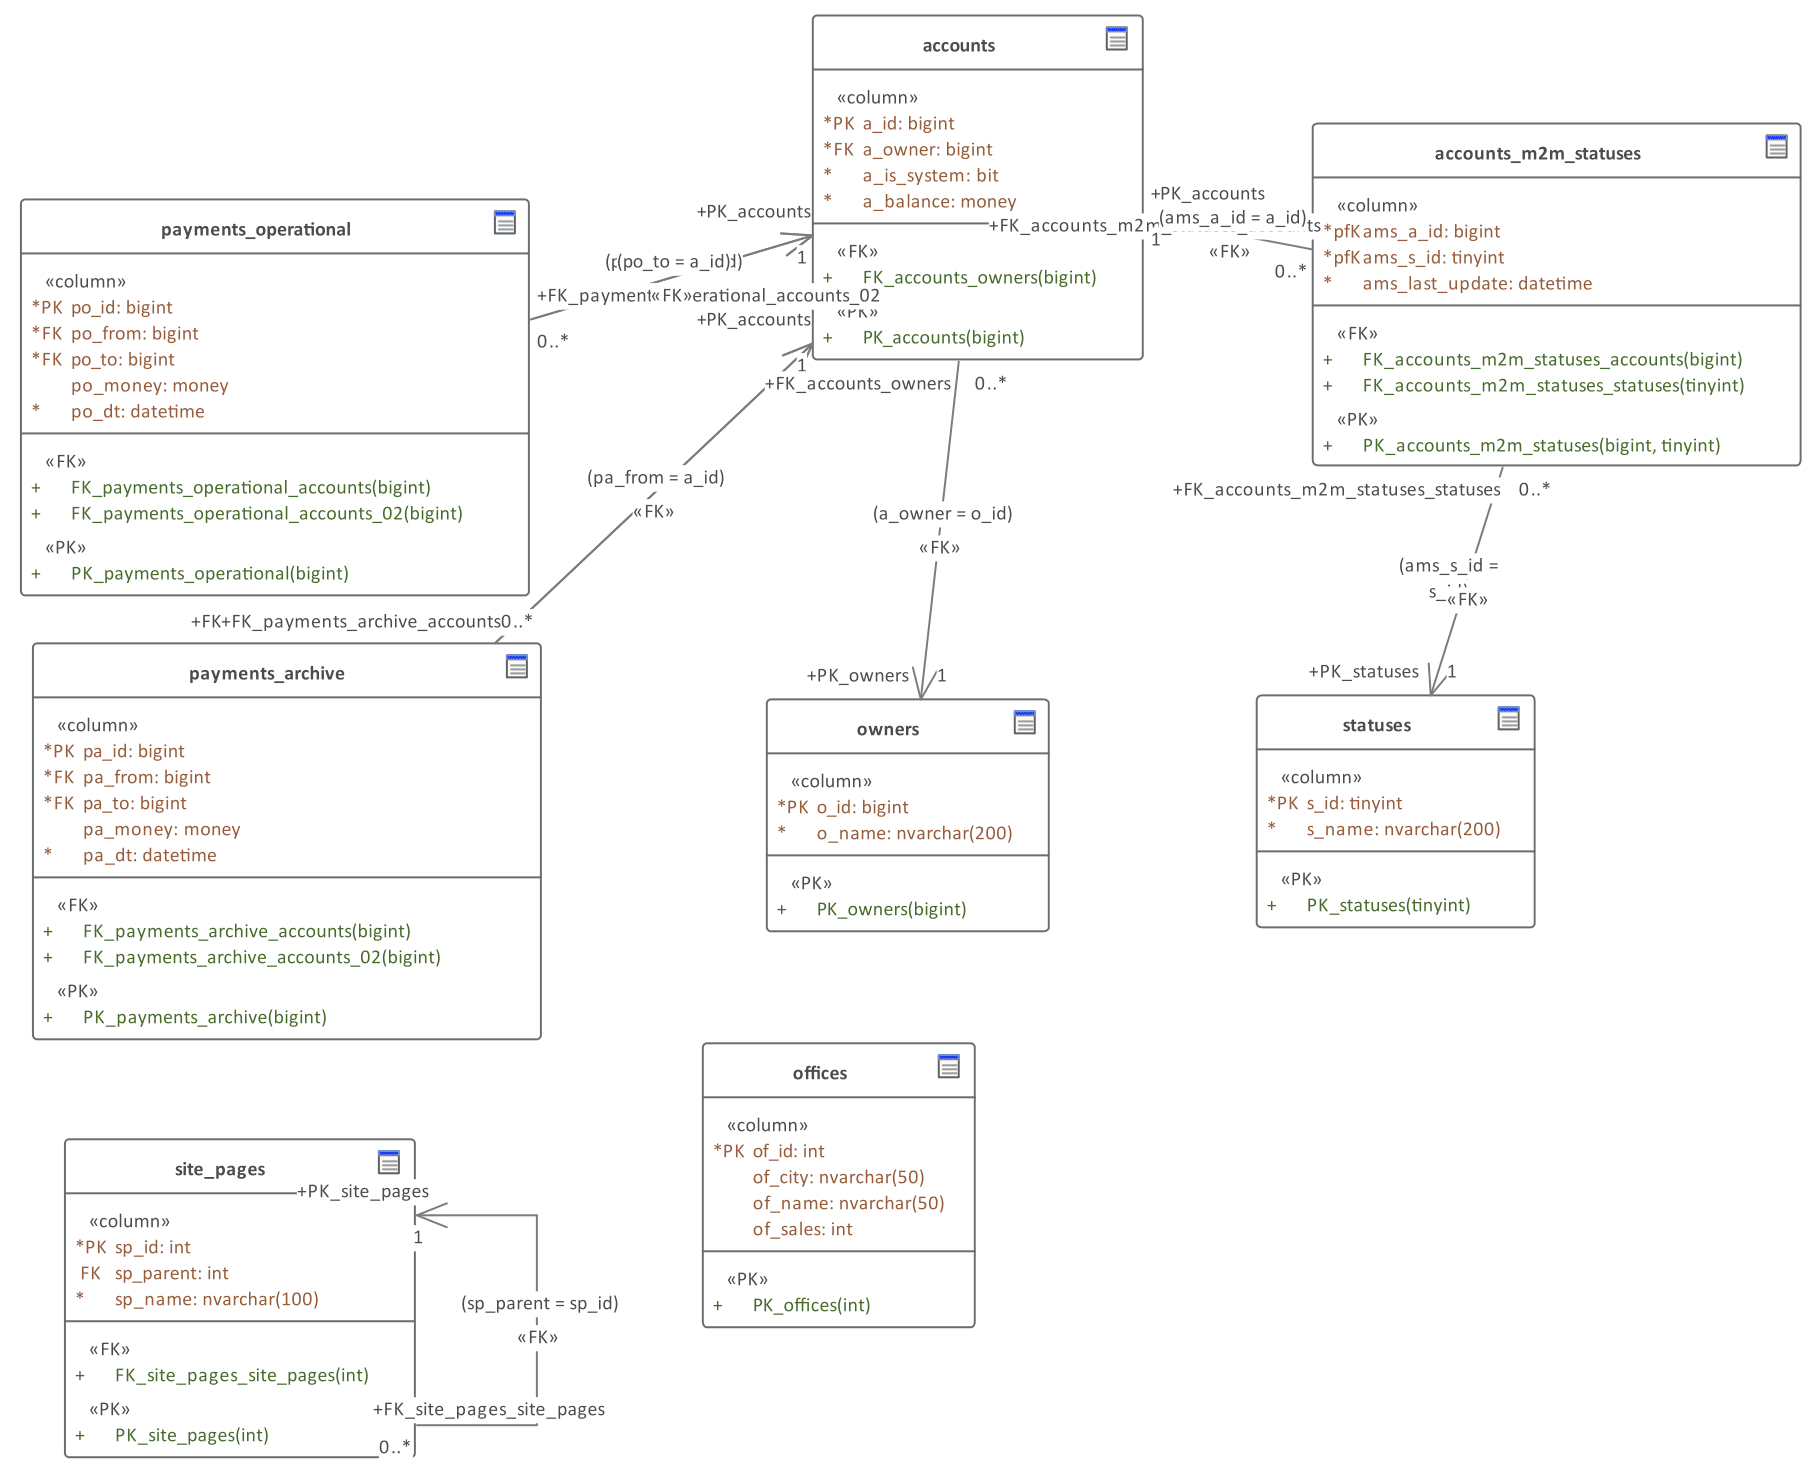 accounts
«column»
*PK a_id: bigint
*FK a_owner: bigint
* a_is_system: bit
* a_balance: money
«FK»
+ FK_accounts_owners(bigint)
«PK»
+ PK_accounts(bigint)
accounts_m2m_statuses
«column»
*pfK ams_a_id: bigint
*pfK ams_s_id: tinyint
* ams_last_update: datetime
«FK»
+ FK_accounts_m2m_statuses_accounts(bigint)
+ FK_accounts_m2m_statuses_statuses(tinyint)
«PK»
+ PK_accounts_m2m_statuses(bigint, tinyint)
+PK_accounts
(ams_a_id = a_id)
1
«FK»
0..*
payments_operational
«column»
*PK po_id: bigint
*FK po_from: bigint
*FK po_to: bigint
po_money: money
* po_dt: datetime
«FK»
+ FK_payments_operational_accounts(bigint)
+ FK_payments_operational_accounts_02(bigint)
«PK»
+ PK_payments_operational(bigint)
+PK_accounts
1
(po_to = a_id)
«FK»
0..*
+PK_accounts
1
(pa_from = a_id)
«FK»
+FK_payments_archive_accounts
0..*
+FK_accounts_owners
0..*
(a_owner = o_id)
«FK»
+PK_owners
1
+FK_accounts_m2m_statuses_statuses
0..*
(ams_s_id =
«FK»
+PK_statuses
1
payments_archive
«column»
*PK pa_id: bigint
*FK pa_from: bigint
*FK pa_to: bigint
pa_money: money
* pa_dt: datetime
«FK»
+ FK_payments_archive_accounts(bigint)
+ FK_payments_archive_accounts_02(bigint)
«PK»
+ PK_payments_archive(bigint)
owners
«column»
*PK o_id: bigint
* o_name: nvarchar(200)
«PK»
+ PK_owners(bigint)
statuses
«column»
*PK s_id: tinyint
* s_name: nvarchar(200)
«PK»
+ PK_statuses(tinyint)
offices
«column»
*PK of_id: int
of_city: nvarchar(50)
of_name: nvarchar(50)
of_sales: int
«PK»
+ PK_offices(int)
site_pages
«column»
*PK sp_id: int
FK sp_parent: int
* sp_name: nvarchar(100)
«FK»
+ FK_site_pages_site_pages(int)
«PK»
+ PK_site_pages(int)
+PK_site_pages
1
(sp_parent = sp_id)
«FK»
+FK_site_pages_site_pages
0..*